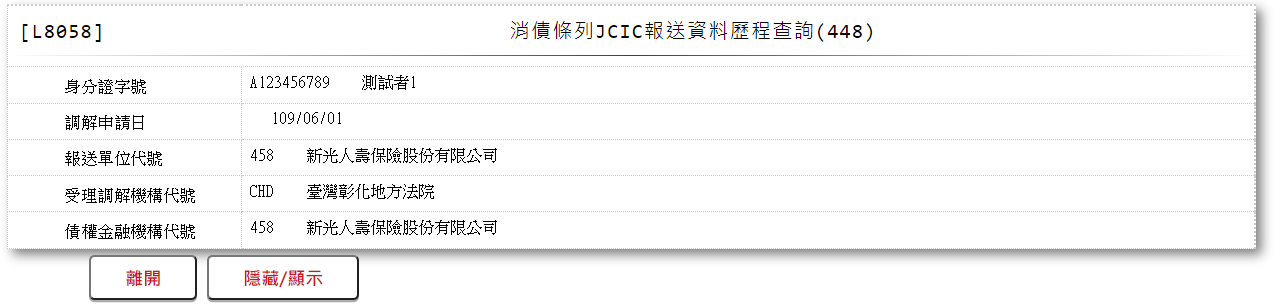 [L8058] 消債條列JCIC報送資料歷程查詢(448)
身分證字號 A123456789 測試者1
調解申請日 109/06/01
報送單位代號 458 新光人壽保險股份有限公司
受理調解機構代號 CHD 臺灣彰化地方法院
債權金融機構代號 458 新光人壽保險股份有限公司
離開 隱藏/顯示